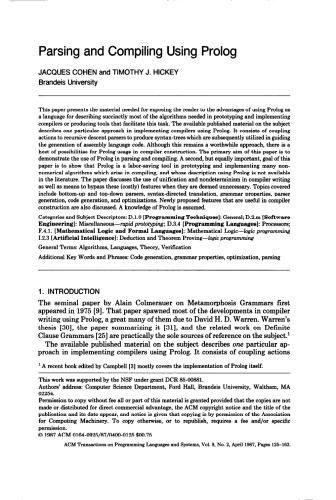 Parsing and Compiling Using Prolog
JACQUES COHEN and TIMOTHY J. HICKEY
Brandeis University
This paper presents the material needed for exposing the reader to the advantages of using Prolog as
a language for describing succinctly most of the algorithms needed in prototyping and implementing
compilers or producing tools that facilitate this task. The available published material on the subject
describes one particular approach in implementing compilers using Prolog. It consists of coupling
actions to recursive descent parsers to produce syntax-trees which are subsequently utilized in guiding
the generation of assembly language code. Although this remains a worthwhile approach, there is a
host of possibilities for Prolog usage in compiler construction. The primary aim of this paper is to
demonstrate the use of Prolog in parsing and compiling. A second, but equally important, goal of this
paper is to show that Prolog is a labor-saving tool in prototyping and implementing many non-
numerical algorithms which arise in compiling, and whose description using Prolog is not available
in the literature. The paper discusses the use of unification and nondeterminism in compiler writing
as well as means to bypass these (costly) features when they are deemed unnecessary. Topics covered
include bottom-up and top-down parsers, syntax-directed translation, grammar properties, parser
generation, code generation, and optimizations. Newly proposed features that are useful in compiler
construction are also discussed. A knowledge of Prolog is assumed.
Categories and Subject Descriptors: D.1.0 [Programming Techniques]: General; D.2.m [Software
Engineering]: Miscellaneous—rapid prototyping; D.3.4 [Programming Languages]: Processors;
F.4.1. [Mathematical Logic and Formal Languages]: Mathematical Logic—logic programming
I.2.3 [Artificial Intelligence]: Deduction and Theorem Proving—logic programming
General Terms: Algorithms, Languages, Theory, Verification
Additional Key Words and Phrases: Code generation, grammar properties, optimization, parsing
1. INTRODUCTION
The seminal paper by Alain Colmerauer on Metamorphosis Grammars first
appeared in 1975 [9]. That paper spawned most of the developments in compiler
writing using Prolog, a great many of them due to David H. D. Warren. Warren's
thesis [30], the paper summarizing it [31], and the related work on Definite
Clause Grammars [25] are practically the sole sources of reference on the subject.¹
The available published material on the subject describes one particular ap-
proach in implementing compilers using Prolog. It consists of coupling actions
¹ A recent book edited by Campbell [3] mostly covers the implementation of Prolog itself.
This work was supported by the NSF under grant DCR 85-00881.
Authors' address: Computer Science Department, Ford Hall, Brandeis University, Waltham, MA
02254.
Permission to copy without fee all or part of this material is granted provided that the copies are not
made or distributed for direct commercial advantage, the ACM copyright notice and the title of the
publication and its date appear, and notice is given that copying is by permission of the Association
for Computing Machinery. To copy otherwise, or to republish, requires a fee and/or specific
permission.
© 1987 ACM 0164-0925/87/0400-0125 $00.75
ACM Transactions on Programming Languages and Systems, Vol. 9, No. 2, April 1987, Pages 125-163.